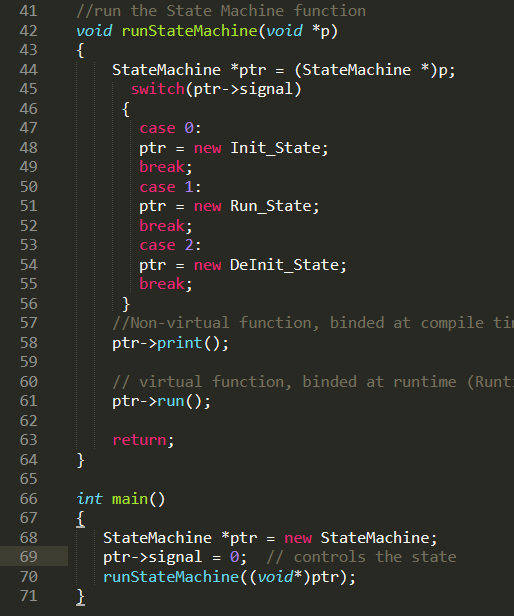 41 //run the State Machine function
42 void runStateMachine(void *p)
43 {
44 StateMachine *ptr = (StateMachine *)p;
45 switch(ptr->signal)
46 {
47 case 0:
48 ptr = new Init_State;
49 break;
50 case 1:
51 ptr = new Run_State;
52 break;
53 case 2:
54 ptr = new DeInit_State;
55 break;
56 }
57 //Non-virtual function, binded at compile
58 ptr->print();
59
60 // virtual function, binded at runtime
61 ptr->run();
62
63 return;
64 }
65
66 int main()
67 {
68 StateMachine *ptr = new StateMachine;
69 ptr->signal = 0; // controls the state
70 runStateMachine((void*)ptr);
71 }